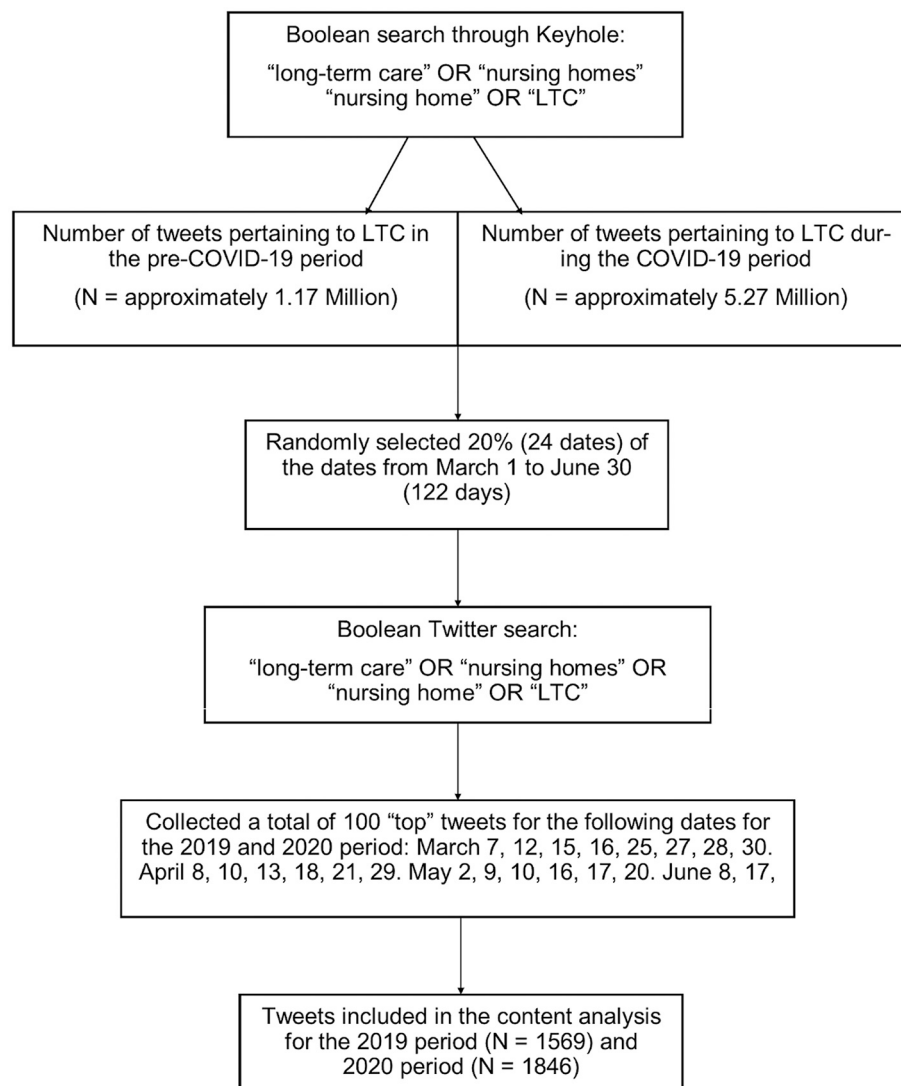 Boolean search through Keyhole:
“long-term care” OR “nursing homes”
“nursing home” OR “LTC”
Number of tweets pertaining to LTC in
the pre-COVID-19 period
(N = approximately 1.17 Million)
Number of tweets pertaining to LTC dur-
ing the COVID-19 period
(N = approximately 5.27 Million)
Randomly selected 20% (24 dates) of
the dates from March 1 to June 30
(122 days)
Boolean Twitter search:
“long-term care” OR “nursing homes” OR
“nursing home” OR “LTC”
Collected a total of 100 “top” tweets for the following dates for
the 2019 and 2020 period: March 7, 12, 15, 16, 25, 27, 28, 30.
April 8, 10, 13, 18, 21, 29. May 2, 9, 10, 16, 17, 20. June 8, 17,
Tweets included in the content analysis
for the 2019 period (N = 1569) and
2020 period (N = 1846)